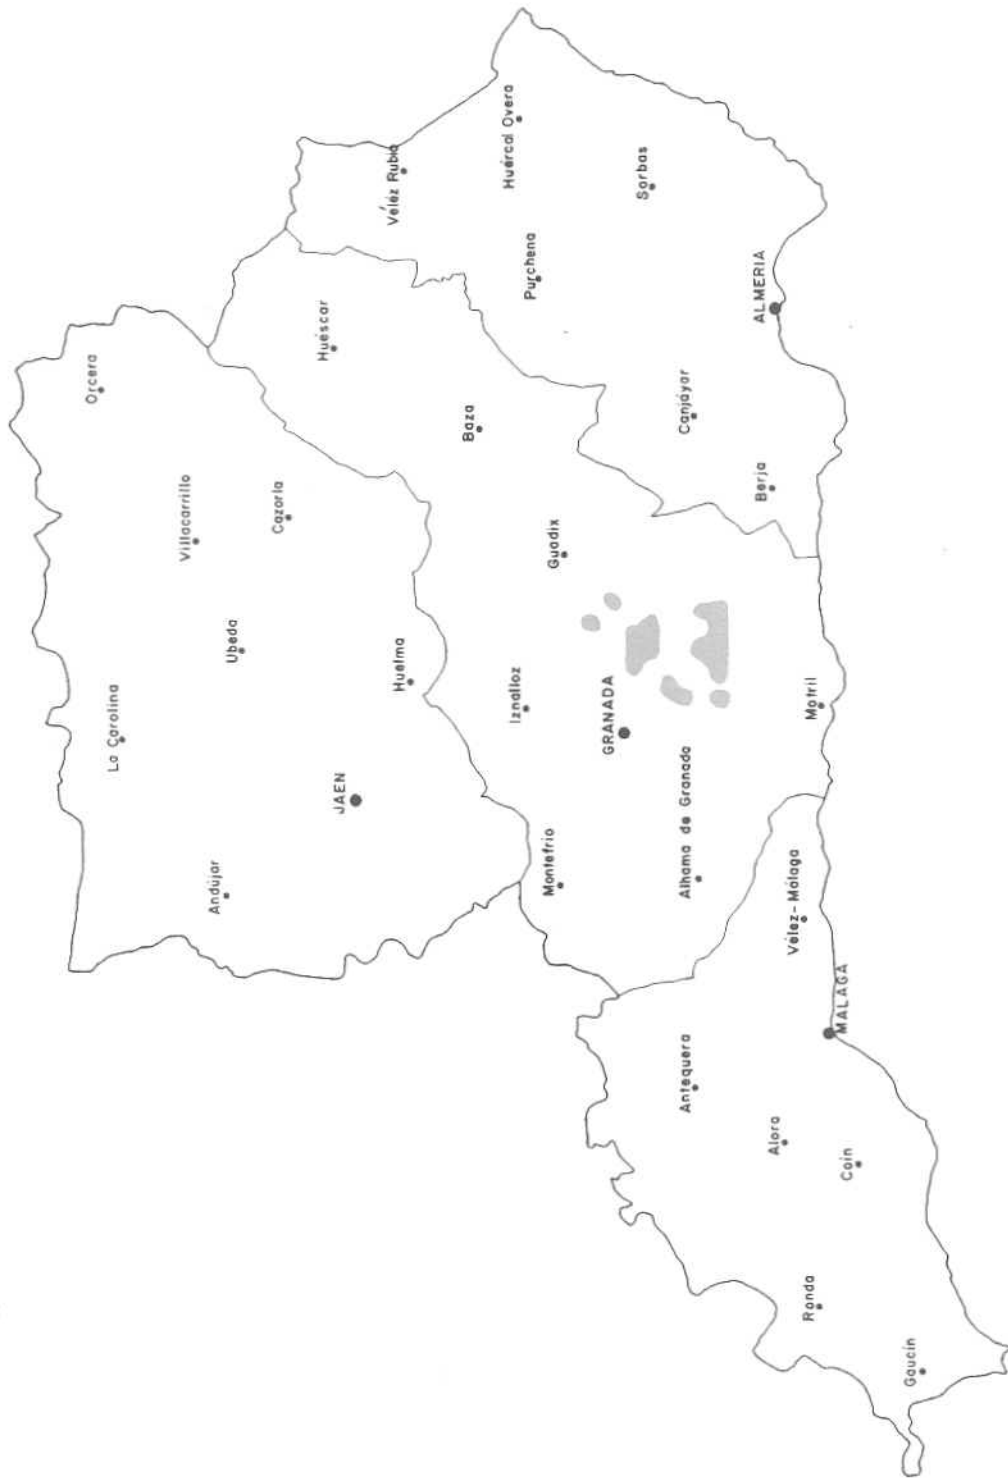 Orcera
La Carolina
Villacarrillo
Andújar
Ubeda
Cazorla
Huéscar
JAEN
Vélez Rubio
Huelma
Baza
Huércal Overa
Iznalloz
Purchena
Montefrío
Guadix
GRANADA
Sorbas
Alhama de Granada
Canjáyar
Antequera
ALMERIA
Berja
Alora
Vélez-Málaga
Motril
Ronda
MALAGA
Coín
Gaucín